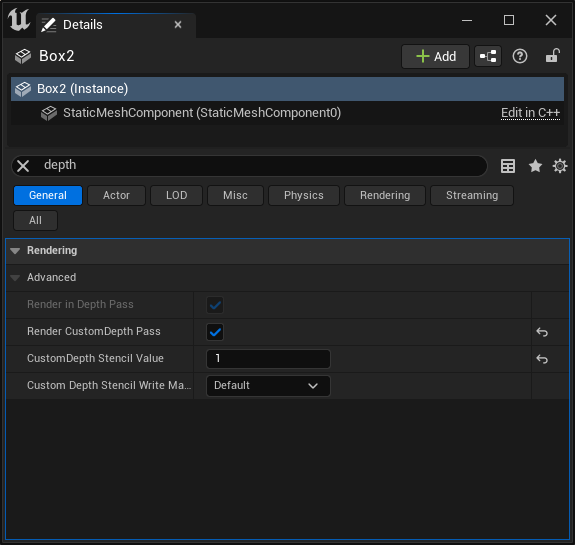 Details
Box2
Add
Box2 (Instance)
StaticMeshComponent (StaticMeshComponent0)
Edit in C++
depth
General
Actor
LOD
Misc
Physics
Rendering
Streaming
All
Rendering
Advanced
Render in Depth Pass
Render CustomDepth Pass
CustomDepth Stencil Value
1
Custom Depth Stencil Write Ma...
Default